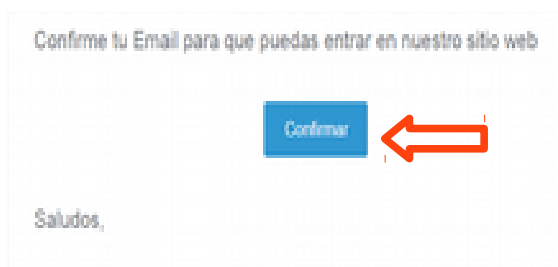 Confirme tu Email para que puedas entrar en nuestro sitio web
Confirmar
Saludos,